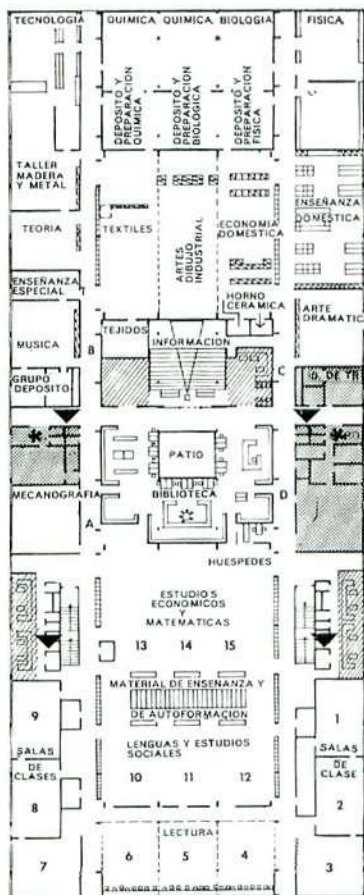 TECNOLOGIA
QUIMICA QUIMICA BIOLOGIA
FISICA
DEPOSITO Y
PREPARACION
QUIMICA
DEPOSITO Y
PREPARACION
BIOLOGICA
DEPOSITO Y
PREPARACION
FISICA
TALLER
MADERA
Y METAL
TEORIA
TEXTILES
ARTES
DIBUJO
INDUSTRIAL
ECONOMIA
DOMESTICA
ENSEÑANZA
DOMESTICA
ENSEÑANZA
ESPECIAL
HORNO
CERAMICA
ARTE
DRAMATIC
TEJIDOS
INFORMACION
MUSICA
B
C
GRUPO
DEPOSITO
D. DE TR
PATIO
BIBLIOTECA
MECANOGRAFIA
A
D
HUESPEDES
ESTUDIOS
ECONOMICOS
Y
MATEMATICAS
13 14 15
MATERIAL DE ENSEÑANZA Y
DE AUTOFORMACION
LENGUAS Y ESTUDIOS
SOCIALES
10 11 12
9
SALAS
DE CLASES
8
7
1
SALAS
DE CLASE
2
3
LECTURA
6 5 4